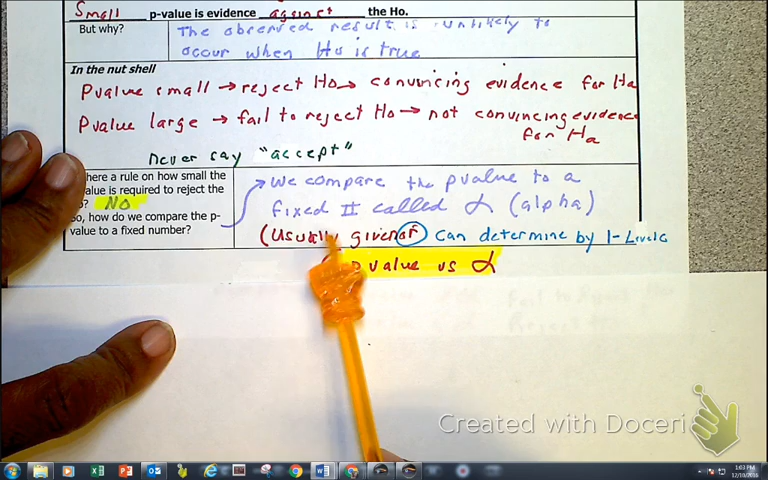 Small p-value is evidence against the Ho.
But why?
The observed result is unlikely to
occur when Ho is true
In the nut shell
Pvalue small → reject Ho → convincing evidence for Ha
Pvalue large → fail to reject Ho → not convincing evidence
for Ha
never say "accept"
here a rule on how small the
alue is required to reject the
? NO
o, how do we compare the p-
value to a fixed number?
We compare the pvalue to a
fixed # called α (alpha)
(Usually given or can determine by 1-Level c
p value vs α
Created with Doceri
1:03 PM